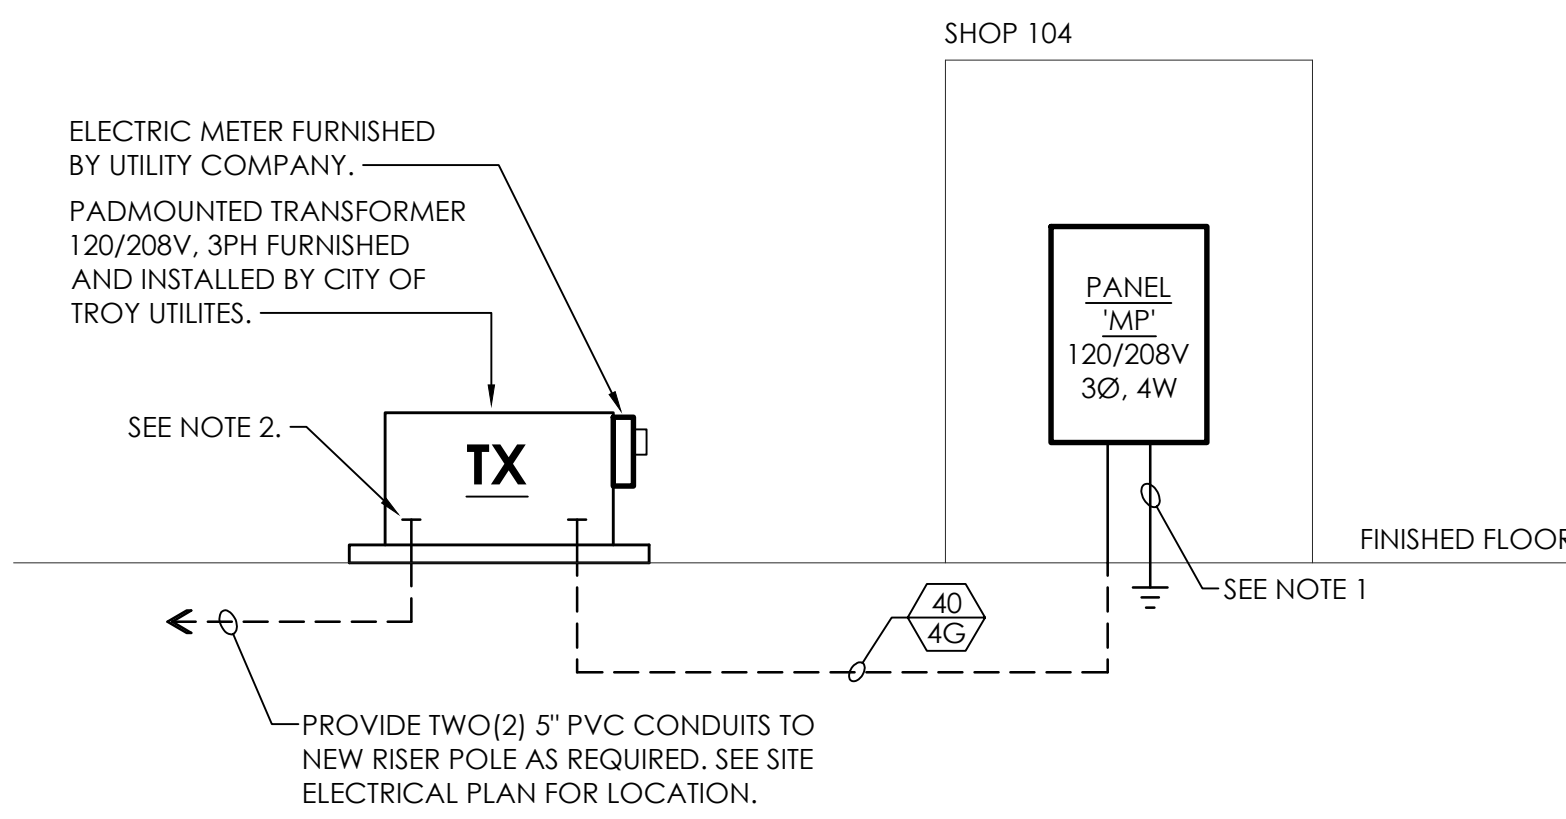 SHOP 104
ELECTRIC METER FURNISHED
BY UTILITY COMPANY.
PADMOUNTED TRANSFORMER
120/208V, 3PH FURNISHED
AND INSTALLED BY CITY OF
TROY UTILITES.
SEE NOTE 2.
TX
PANEL
'MP'
120/208V
3Ø, 4W
FINISHED FLOOR
SEE NOTE 1
40
4G
PROVIDE TWO(2) 5" PVC CONDUITS TO
NEW RISER POLE AS REQUIRED. SEE SITE
ELECTRICAL PLAN FOR LOCATION.